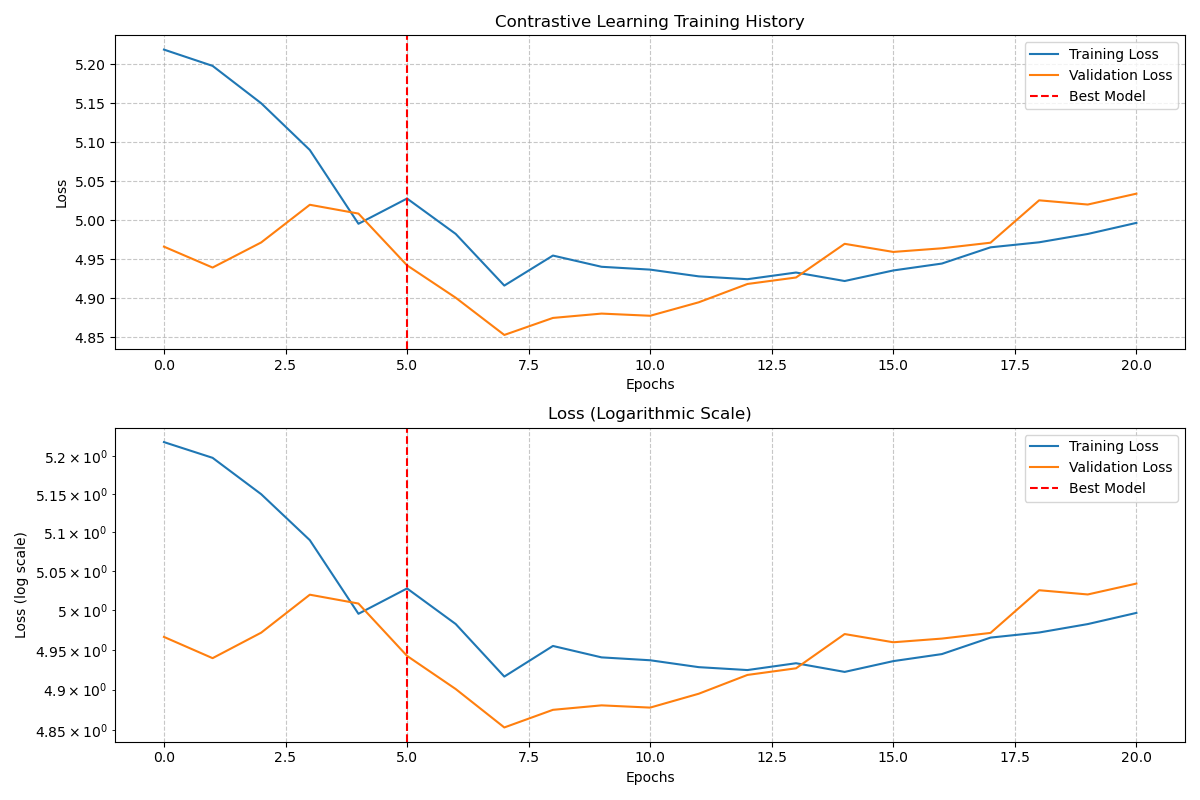 Contrastive Learning Training History
5.20
5.15
5.10
5.05
5.00
4.95
4.90
4.85
Loss
Training Loss
Validation Loss
Best Model
0.0 2.5 5.0 7.5 10.0 12.5 15.0 17.5 20.0
Epochs
Loss (Logarithmic Scale)
5.2 × 10⁰
5.15 × 10⁰
5.1 × 10⁰
5.05 × 10⁰
5 × 10⁰
4.95 × 10⁰
4.9 × 10⁰
4.85 × 10⁰
Loss (log scale)
Training Loss
Validation Loss
Best Model
0.0 2.5 5.0 7.5 10.0 12.5 15.0 17.5 20.0
Epochs